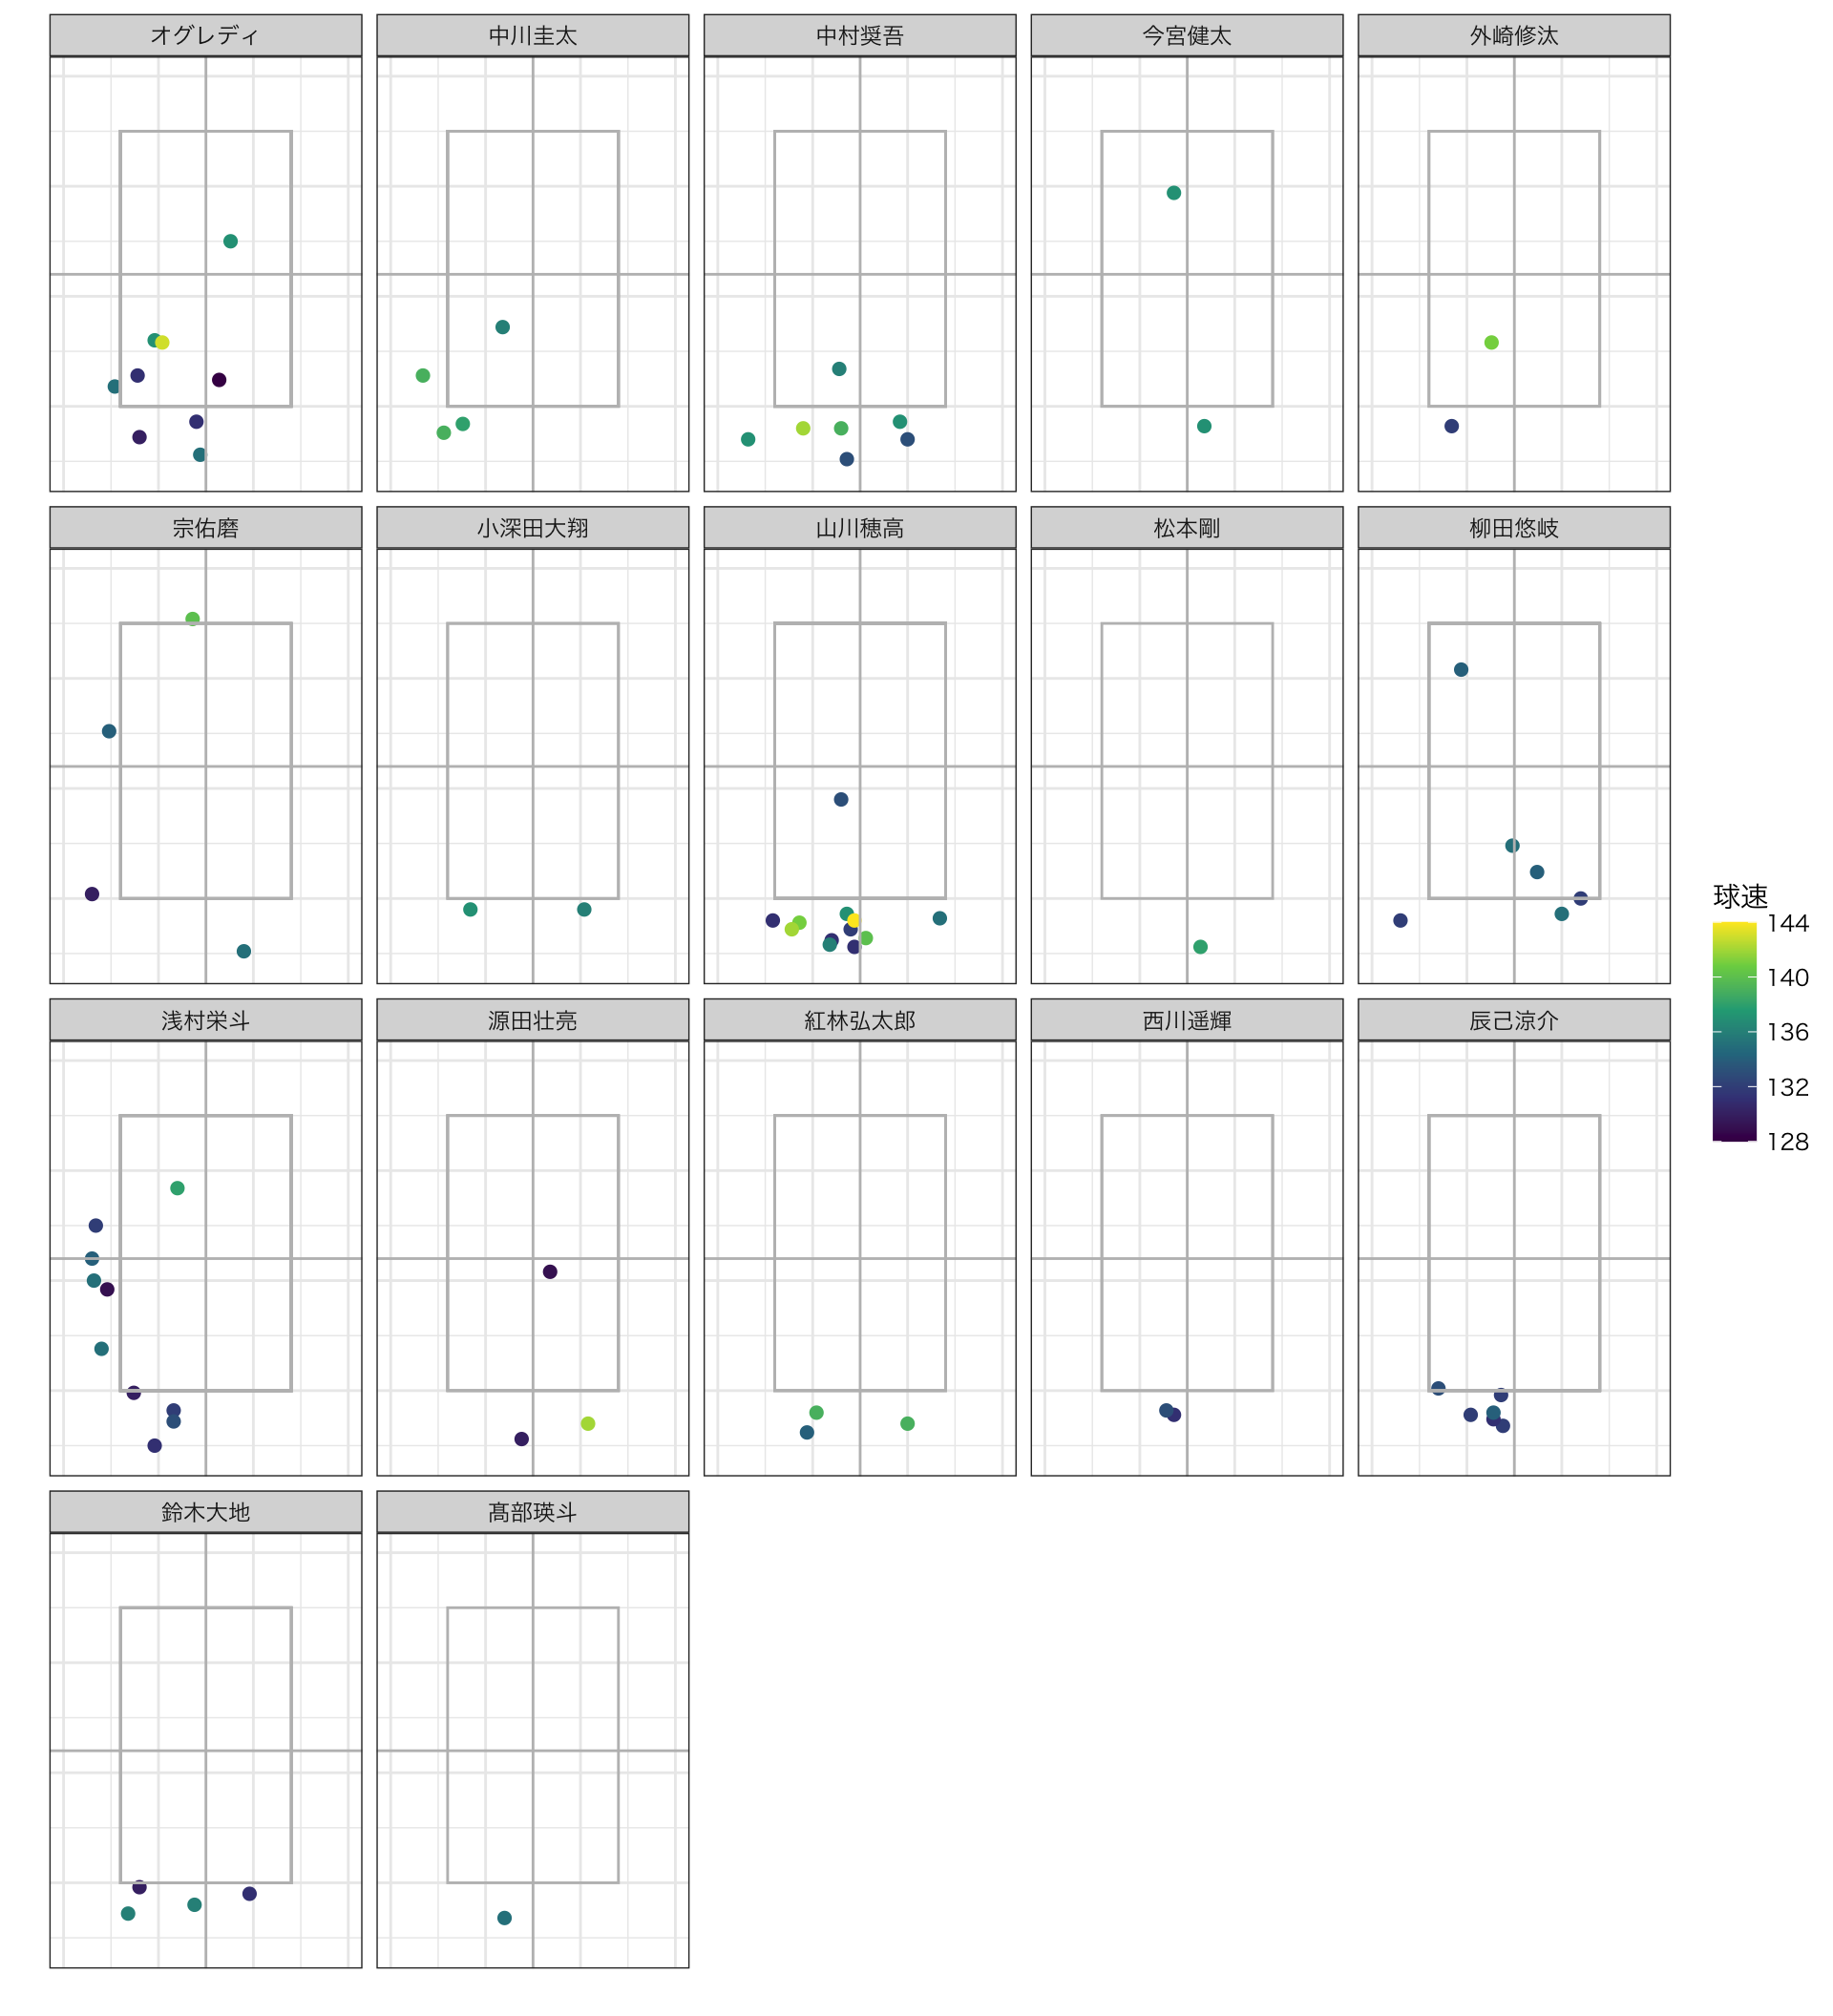 オグレディ
中川圭太
中村奨吾
今宮健太
外崎修汰
宗佑磨
小深田大翔
山川穂高
松本剛
柳田悠岐
浅村栄斗
源田壮亮
紅林弘太郎
西川遥輝
辰己涼介
鈴木大地
髙部瑛斗
球速
144
140
136
132
128